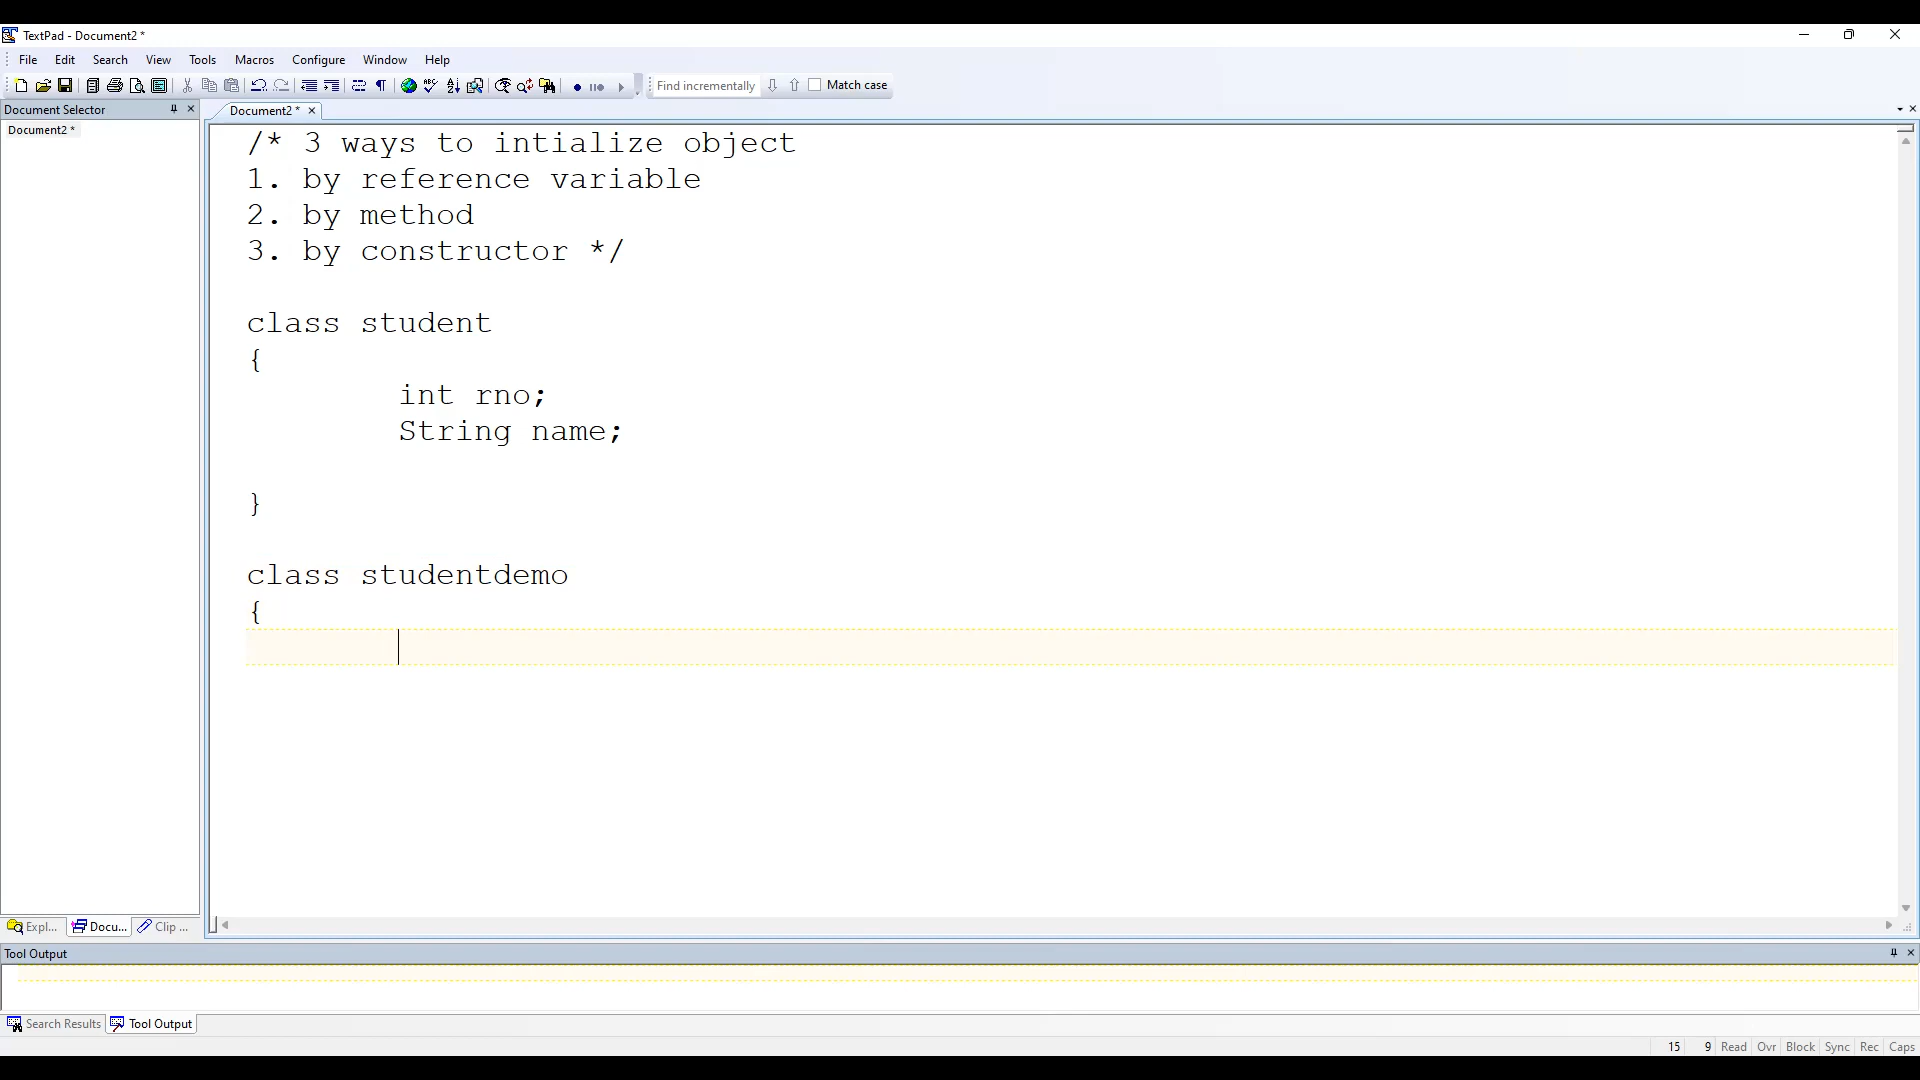 TextPad - Document2 *
File Edit Search View Tools Macros Configure Window Help
Find incrementally Match case
Document Selector
Document2 *
Document2 *
/* 3 ways to intialize object
1. by reference variable
2. by method
3. by constructor */
class student
{
int rno;
String name;
}
class studentdemo
{
Expl... Docu... Clip ...
Tool Output
Search Results Tool Output
15 9 Read Ovr Block Sync Rec Caps